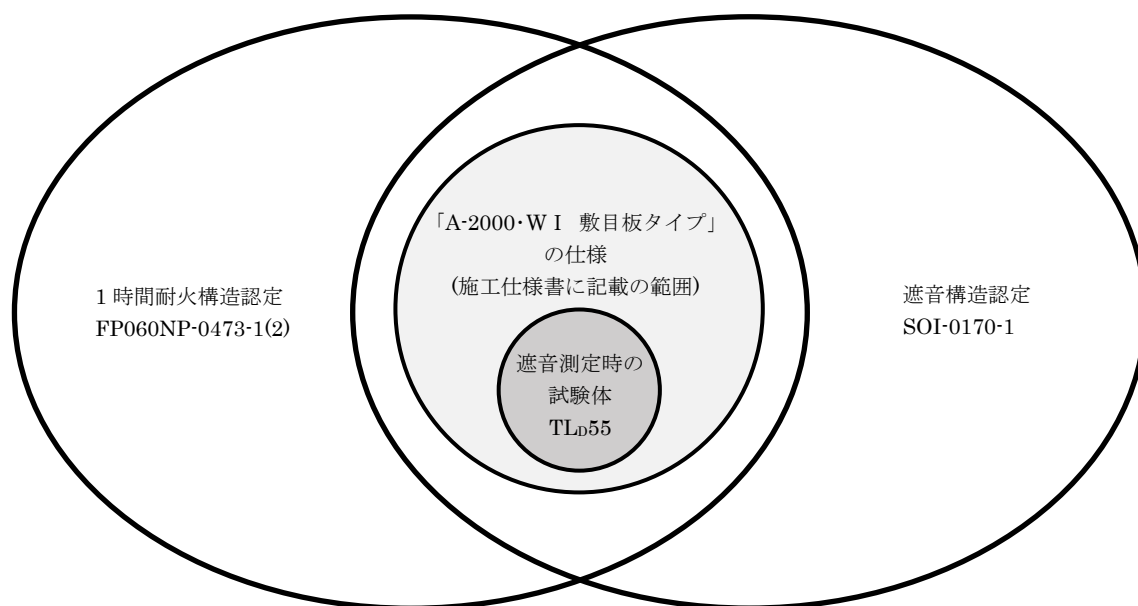 「A-2000･WⅠ 敷目板タイプ」
の仕様
(施工仕様書に記載の範囲)
1 時間耐火構造認定
FP060NP-0473-1(2)
遮音構造認定
SOI-0170-1
遮音測定時の
試験体
TLD55